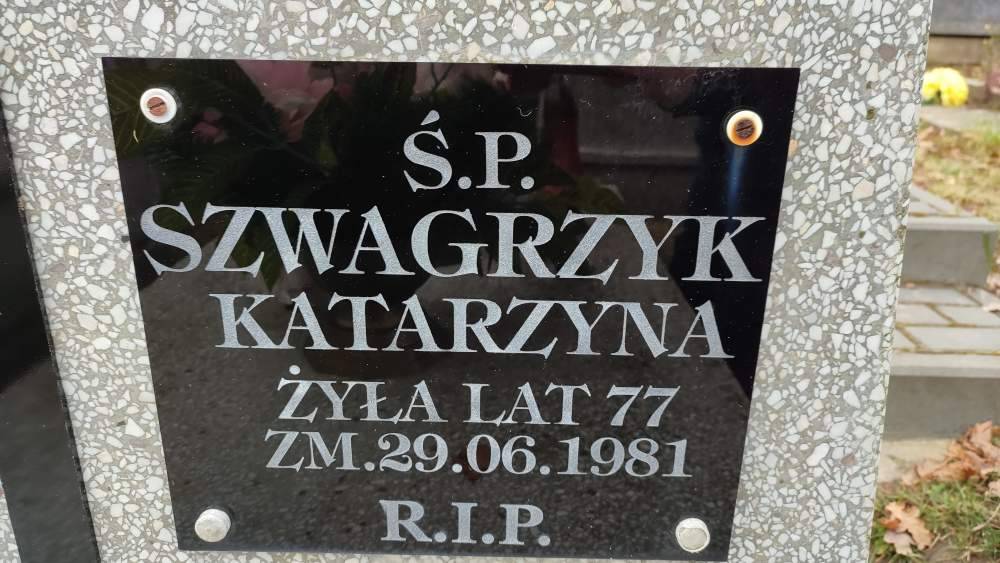 Ś.P.
SZWAGRZYK
KATARZYNA
ŻYŁA LAT 77
ZM.29.06.1981
R.I.P.